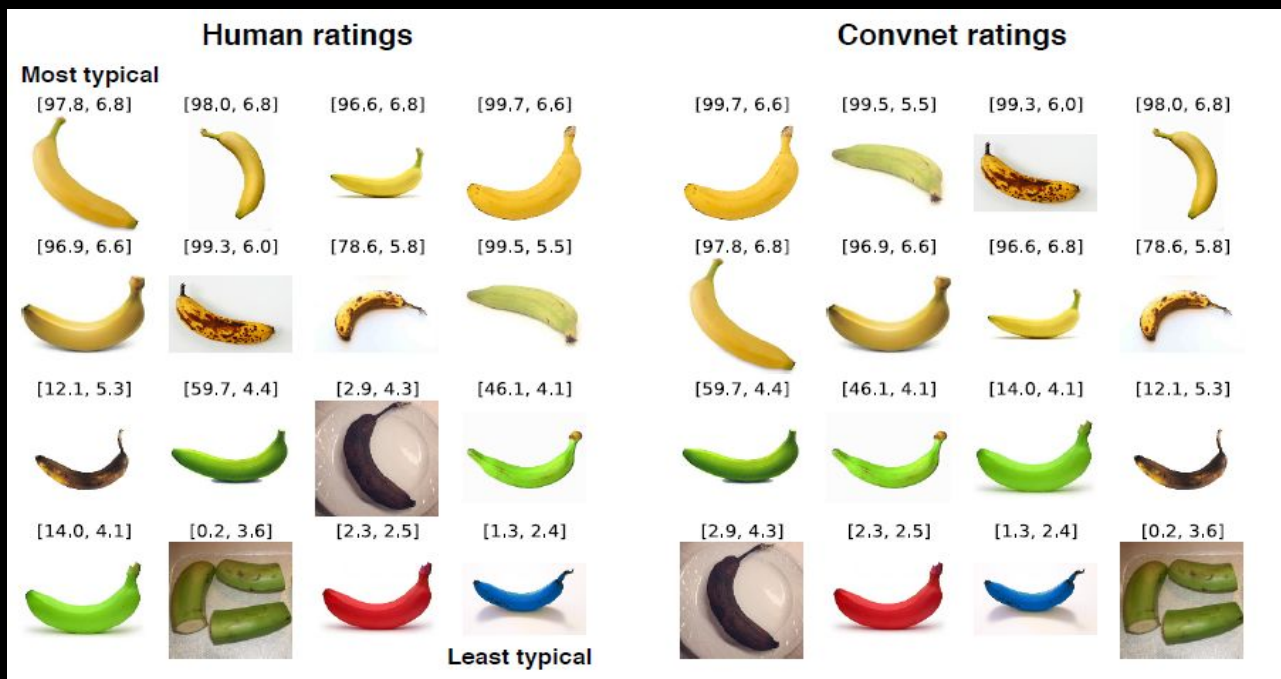 Human ratings
Convnet ratings
Most typical
[97.8, 6.8] [98.0, 6.8] [96.6, 6.8] [99.7, 6.6]
[99.7, 6.6] [99.5, 5.5] [99.3, 6.0] [98.0, 6.8]
[96.9, 6.6] [99.3, 6.0] [78.6, 5.8] [99.5, 5.5]
[97.8, 6.8] [96.9, 6.6] [96.6, 6.8] [78.6, 5.8]
[12.1, 5.3] [59.7, 4.4] [2.9, 4.3] [46.1, 4.1]
[59.7, 4.4] [46.1, 4.1] [14.0, 4.1] [12.1, 5.3]
[14.0, 4.1] [0.2, 3.6] [2.3, 2.5] [1.3, 2.4]
[2.9, 4.3] [2.3, 2.5] [1.3, 2.4] [0.2, 3.6]
Least typical